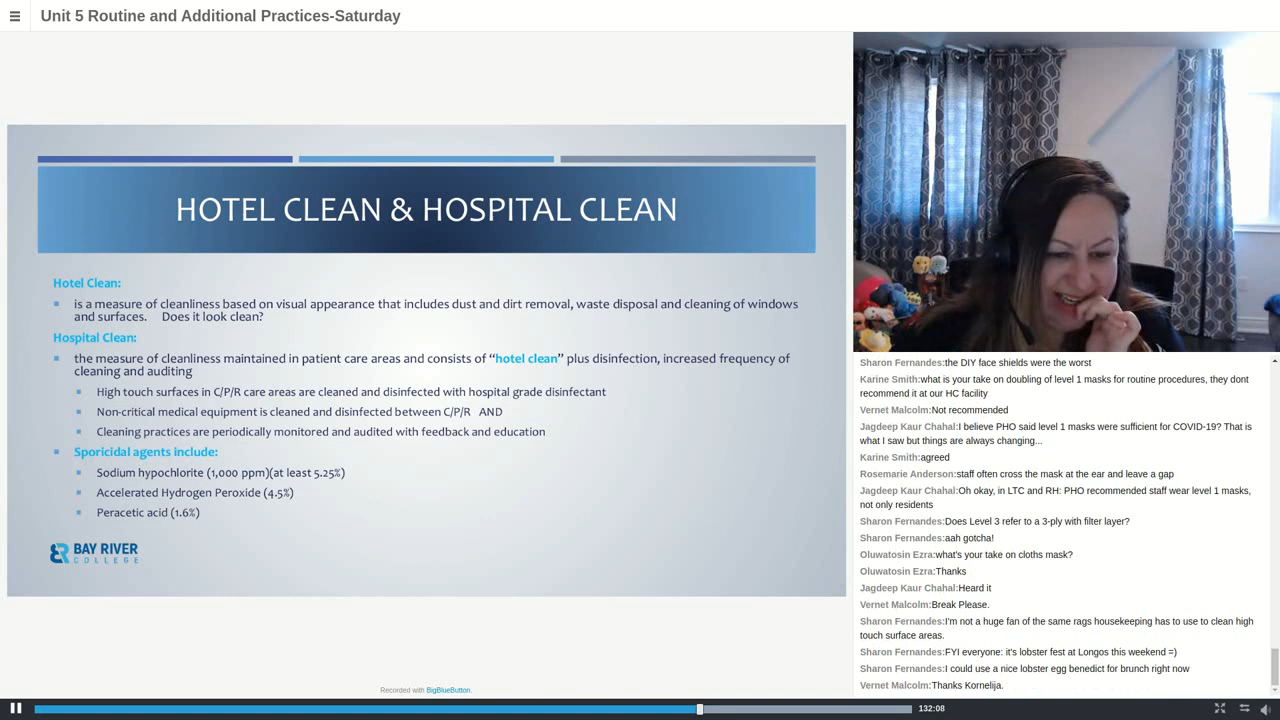 Unit 5 Routine and Additional Practices-Saturday
HOTEL CLEAN & HOSPITAL CLEAN
Hotel Clean:
is a measure of cleanliness based on visual appearance that includes dust and dirt removal, waste disposal and cleaning of windows
and surfaces. Does it look clean?
Hospital Clean:
the measure of cleanliness maintained in patient care areas and consists of “hotel clean” plus disinfection, increased frequency of
cleaning and auditing
High touch surfaces in C/P/R care areas are cleaned and disinfected with hospital grade disinfectant
Non-critical medical equipment is cleaned and disinfected between C/P/R AND
Cleaning practices are periodically monitored and audited with feedback and education
Sporicidal agents include:
Sodium hypochlorite (1,000 ppm)(at least 5.25%)
Accelerated Hydrogen Peroxide (4.5%)
Peracetic acid (1.6%)
BAY RIVER
COLLEGE
Recorded with BigBlueButton.
Sharon Fernandes:the DIY face shields were the worst
Karine Smith:what is your take on doubling of level 1 masks for routine procedures, they dont
recommend it at our HC facility
Vernet Malcolm:Not recommended
Jagdeep Kaur Chahal:I believe PHO said level 1 masks were sufficient for COVID-19? That is
what I saw but things are always changing...
Karine Smith:agreed
Rosemarie Anderson:staff often cross the mask at the ear and leave a gap
Jagdeep Kaur Chahal:Oh okay, in LTC and RH: PHO recommended staff wear level 1 masks,
not only residents
Sharon Fernandes:Does Level 3 refer to a 3-ply with filter layer?
Sharon Fernandes:aah gotcha!
Oluwatosin Ezra:what's your take on cloths mask?
Oluwatosin Ezra:Thanks
Jagdeep Kaur Chahal:Heard it
Vernet Malcolm:Break Please.
Sharon Fernandes:I'm not a huge fan of the same rags housekeeping has to use to clean high
touch surface areas.
Sharon Fernandes:FYI everyone: it's lobster fest at Longos this weekend =)
Sharon Fernandes:I could use a nice lobster egg benedict for brunch right now
Vernet Malcolm:Thanks Kornelija.
132:08